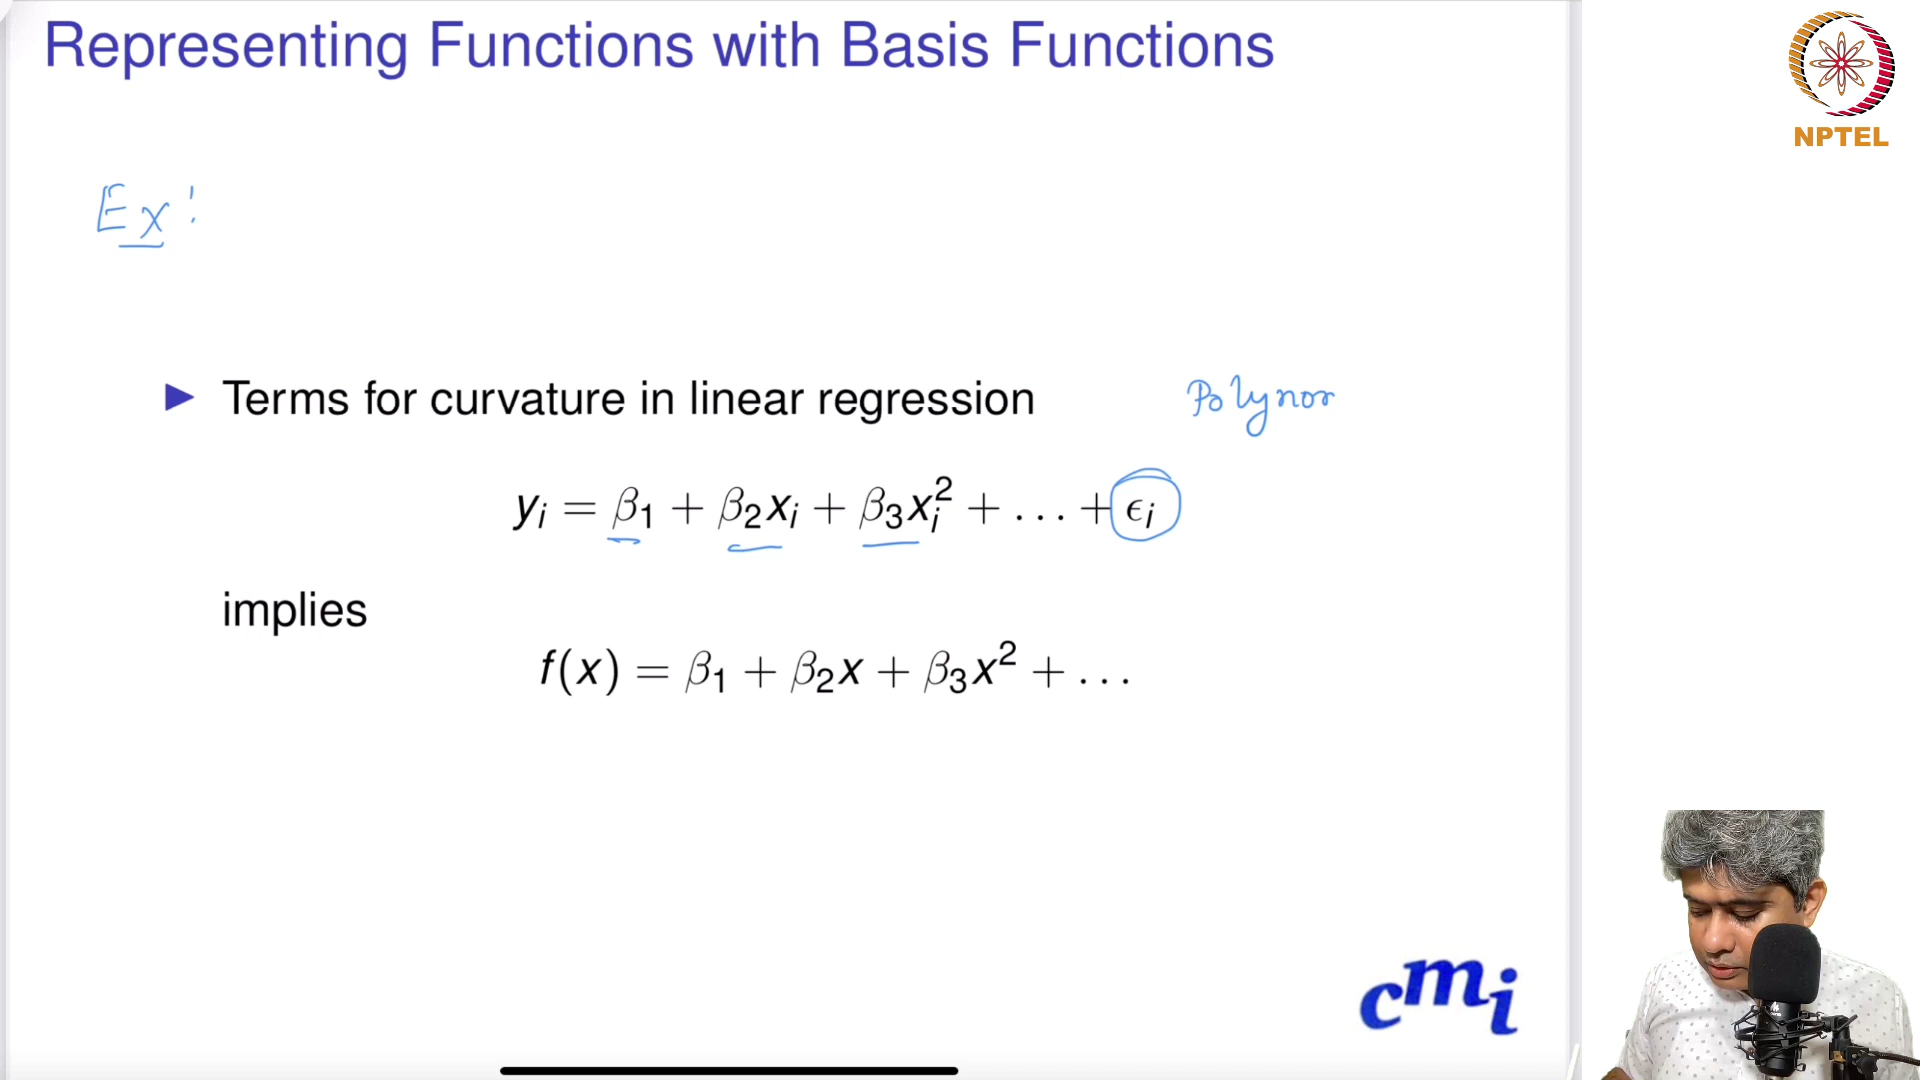 Representing Functions with Basis Functions
NPTEL
Ex:
▶ Terms for curvature in linear regression
Polynom
yᵢ = β₁ + β₂xᵢ + β₃xᵢ² + … + ϵᵢ
implies
f(x) = β₁ + β₂x + β₃x² + …
cmi